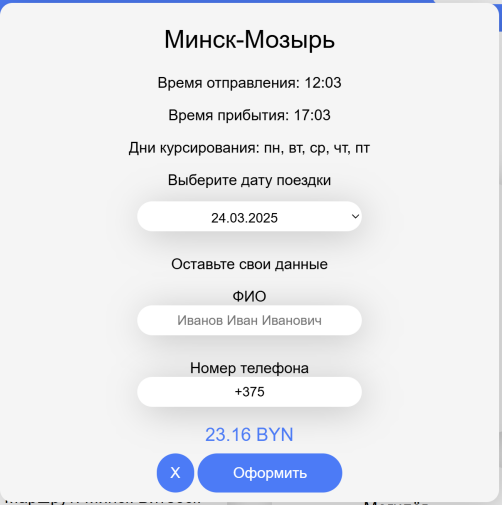 Минск-Мозырь
Время отправления: 12:03
Время прибытия: 17:03
Дни курсирования: пн, вт, ср, чт, пт
Выберите дату поездки
24.03.2025
Оставьте свои данные
ФИО
Иванов Иван Иванович
Номер телефона
+375
23.16 BYN
X Оформить